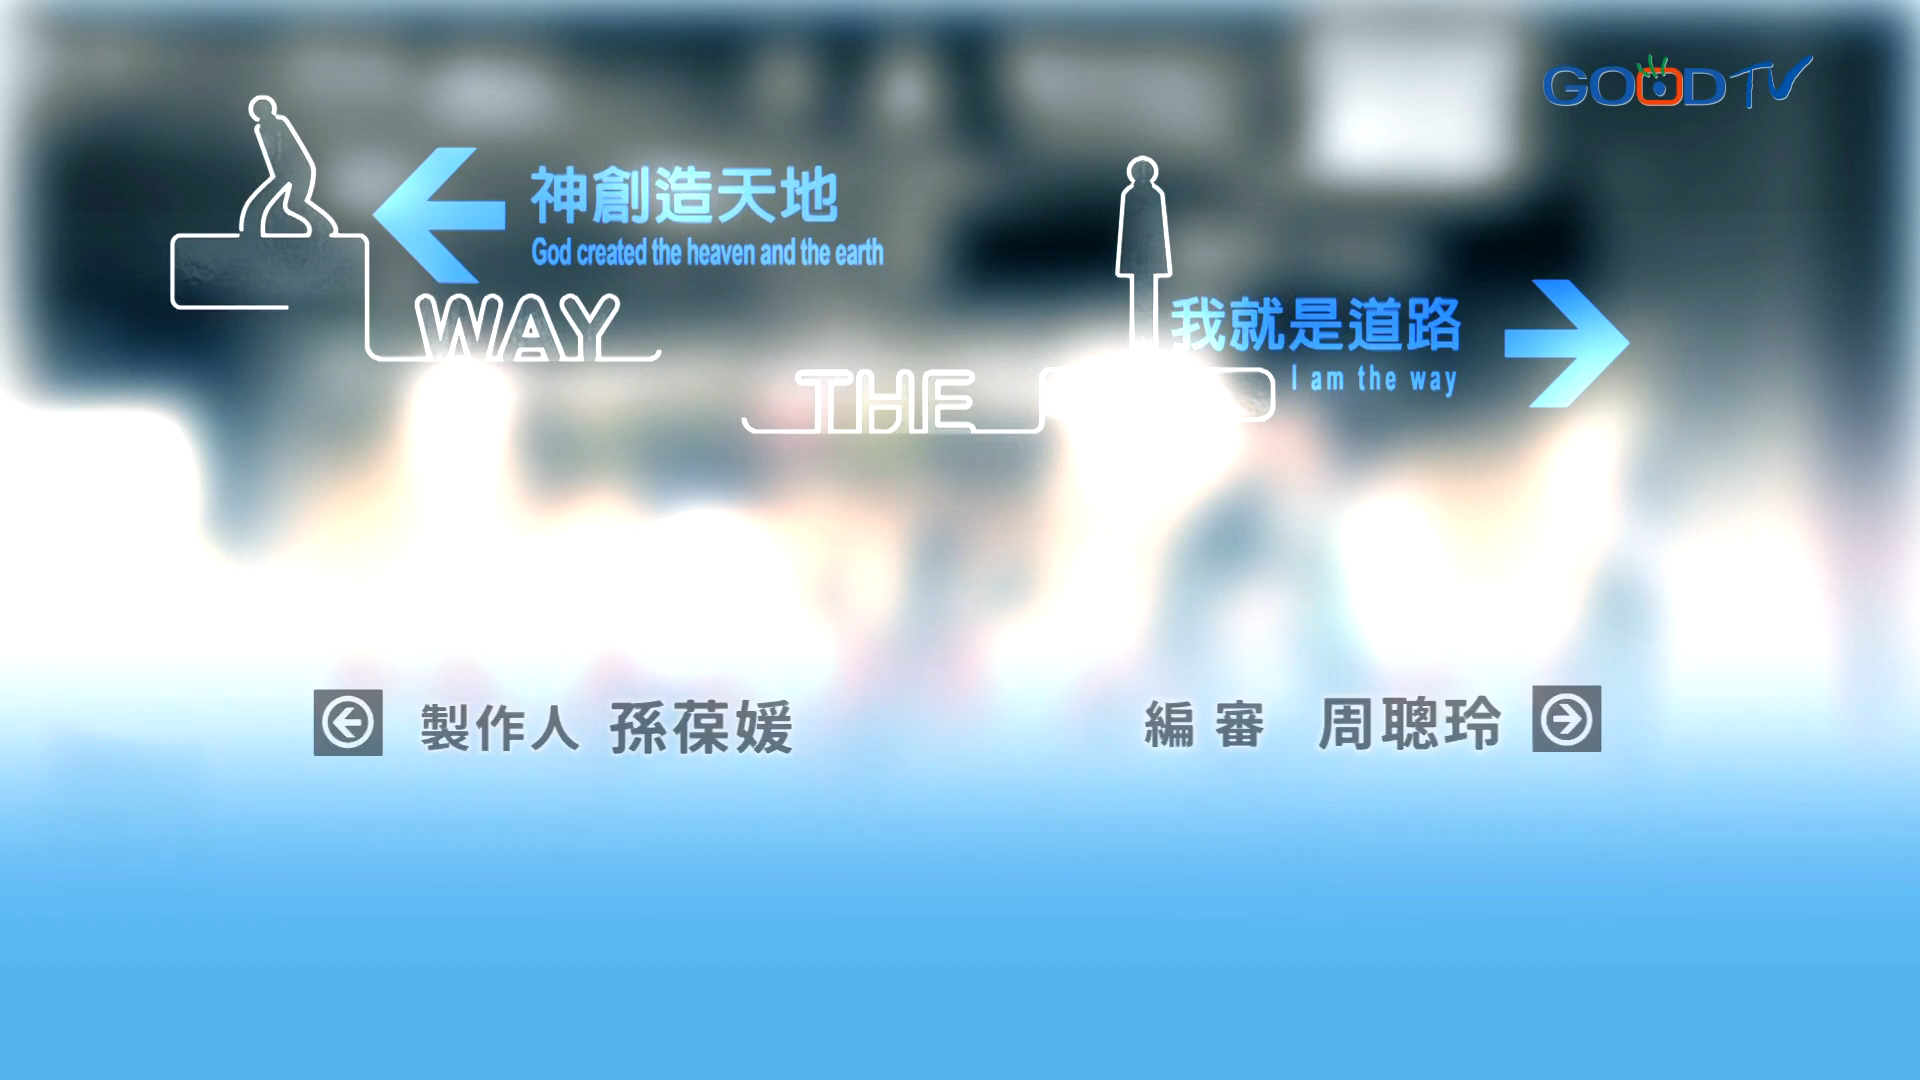 GOODTV
神創造天地
God created the heaven and the earth
WAY
我就是道路
I am the way
THE
製作人 孫葆媛
編審 周聰玲